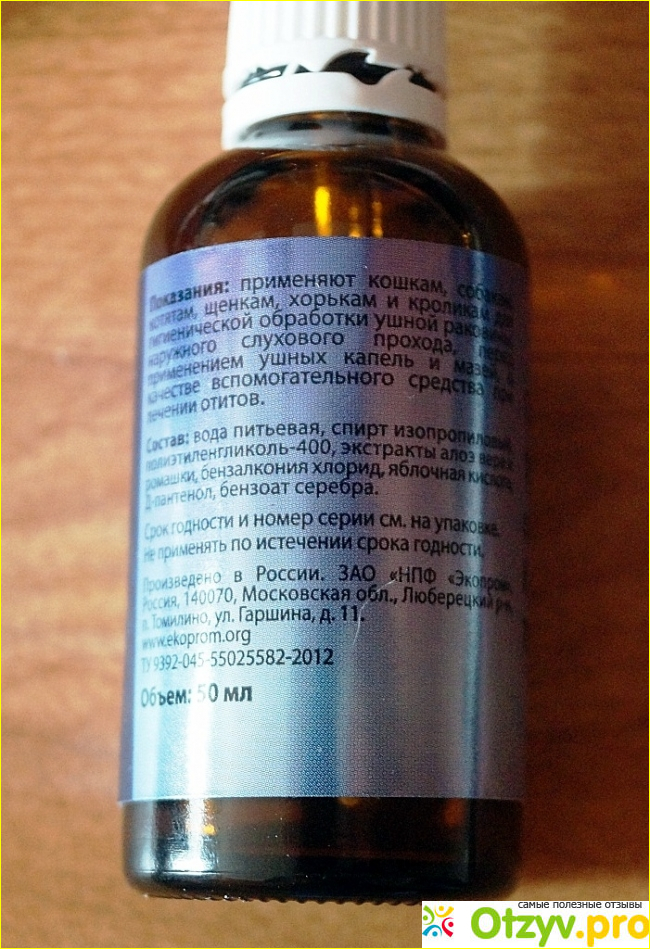 Показания: применяют кошкам, собакам,
котятам, щенкам, хорькам и кроликам для
гигиенической обработки ушной раковины,
наружного слухового прохода, перед
применением ушных капель и мазей, в
качестве вспомогательного средства при
лечении отитов.
Состав: вода питьевая, спирт изопропиловый,
полиэтиленгликоль-400, экстракты алоэ вера и
ромашки, бензалкония хлорид, яблочная кислота,
Д-пантенол, бензоат серебра.
Срок годности и номер серии см. на упаковке.
Не применять по истечении срока годности.
Произведено в России. ЗАО «НПФ «Экопром»,
Россия, 140070, Московская обл., Люберецкий р-н,
п. Томилино, ул. Гаршина, д. 11.
www.ekoprom.org
ТУ 9392-045-55025582-2012
Объем: 50 мл
самые полезные отзывы
Otzyv.pro